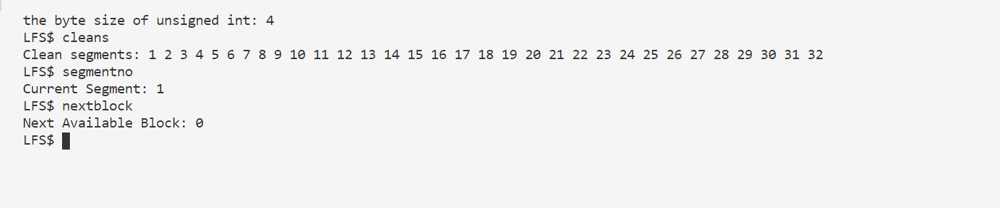 the byte size of unsigned int: 4
LFS$ cleans
Clean segments: 1 2 3 4 5 6 7 8 9 10 11 12 13 14 15 16 17 18 19 20 21 22 23 24 25 26 27 28 29 30 31 32
LFS$ segmentno
Current Segment: 1
LFS$ nextblock
Next Available Block: 0
LFS$